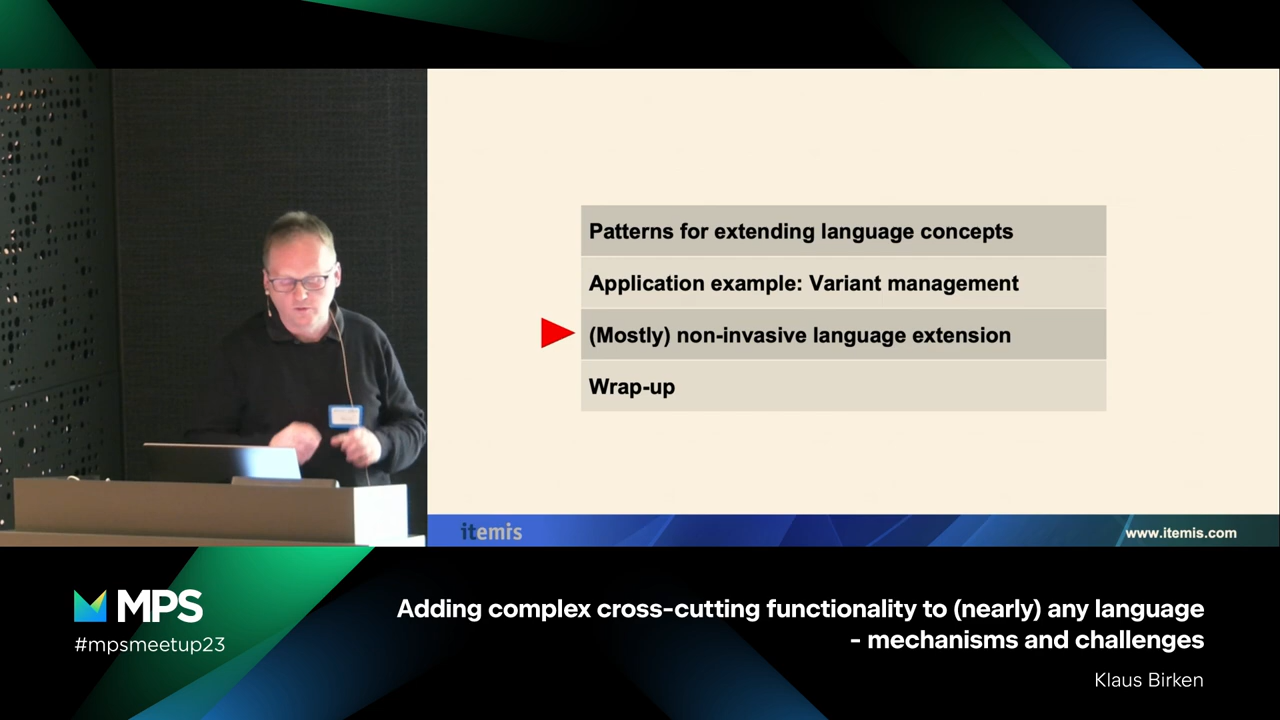 Patterns for extending language concepts
Application example: Variant management
(Mostly) non-invasive language extension
Wrap-up
itemis
www.itemis.com
MPS
#mpsmeetup23
Adding complex cross-cutting functionality to (nearly) any language
- mechanisms and challenges
Klaus Birken